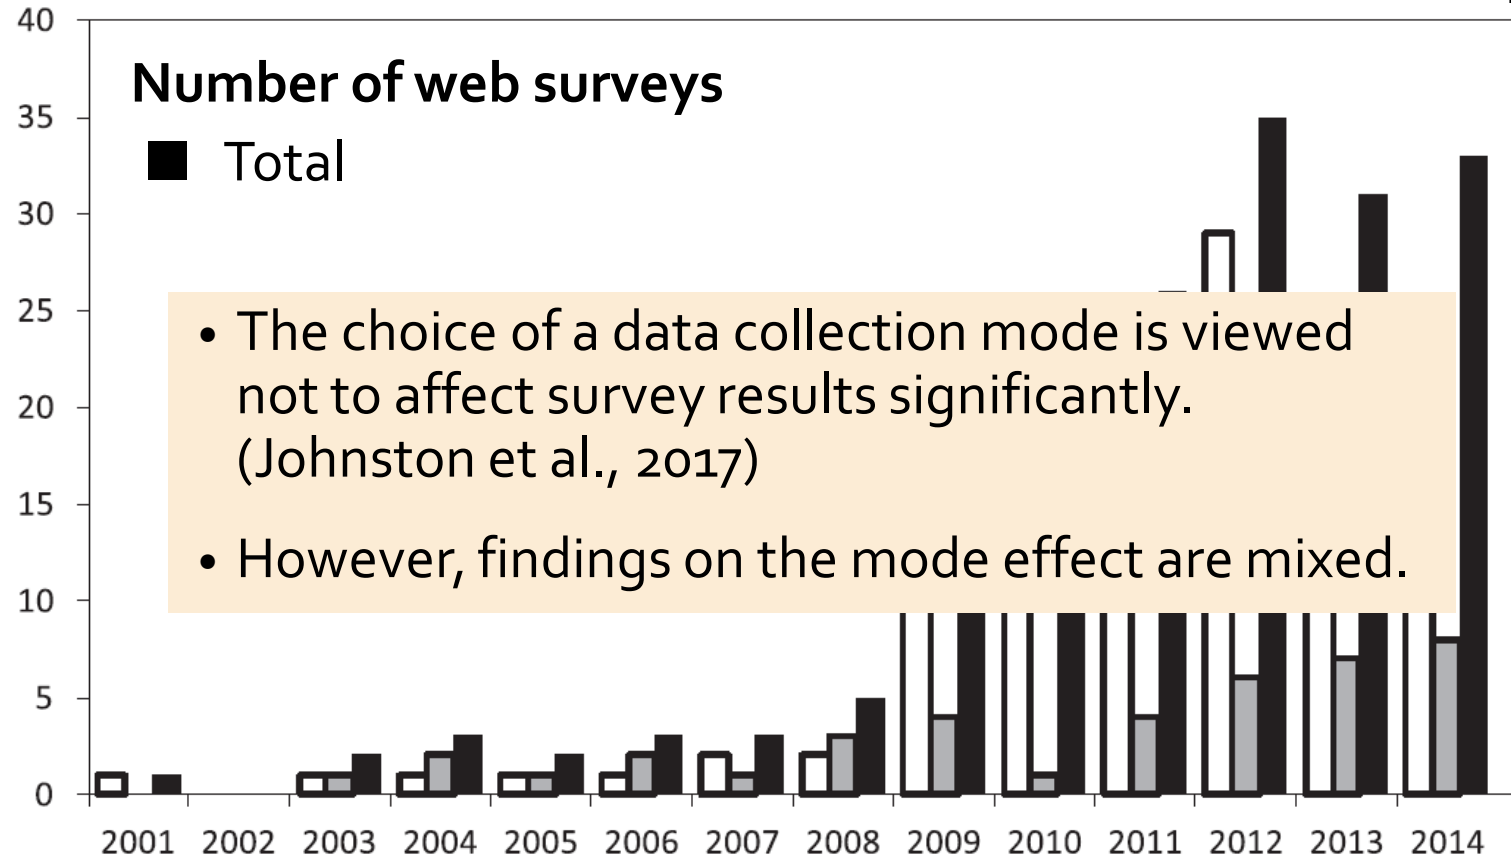 40
Number of web surveys
35
Total
30
25
• The choice of a data collection mode is viewed
not to affect survey results significantly.
20
(Johnston et al., 2017)
15
• However, findings on the mode effect are mixed.
10
5
0
2001 2002 2003 2004 2005 2006 2007 2008 2009 2010 2011 2012 2013 2014